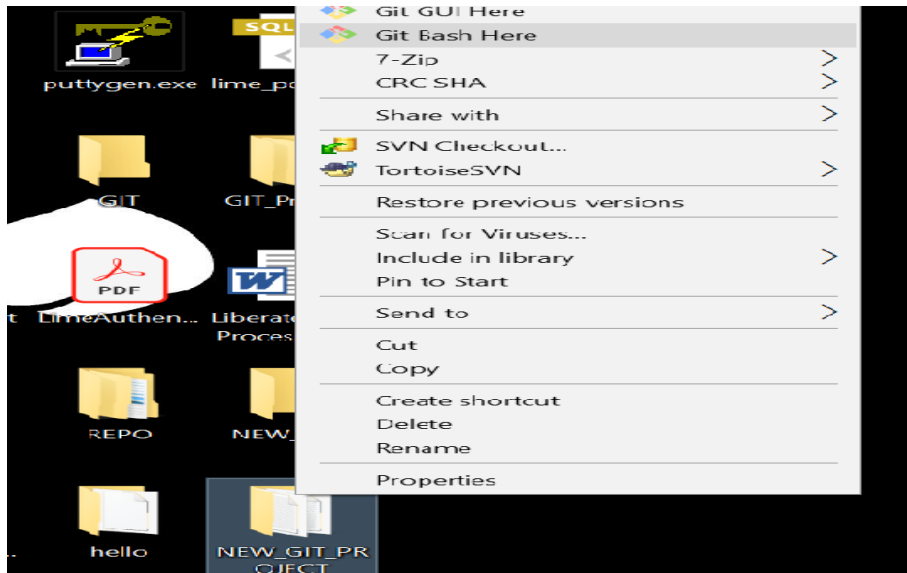 Git GUI Here
Git Bash Here
7-Zip
CRC SHA
Share with
SVN Checkout...
TortoiseSVN
Restore previous versions
Scan for Viruses...
Include in library
Pin to Start
Send to
Cut
Copy
Create shortcut
Delete
Rename
Properties
SQL
puttygen.exe
lime_po
GIT
GIT_Pr
PDF
W
t
LimeAuthen...
Liberate
Proces
REPO
NEW_
...
hello
NEW_GIT_PR
OJECT